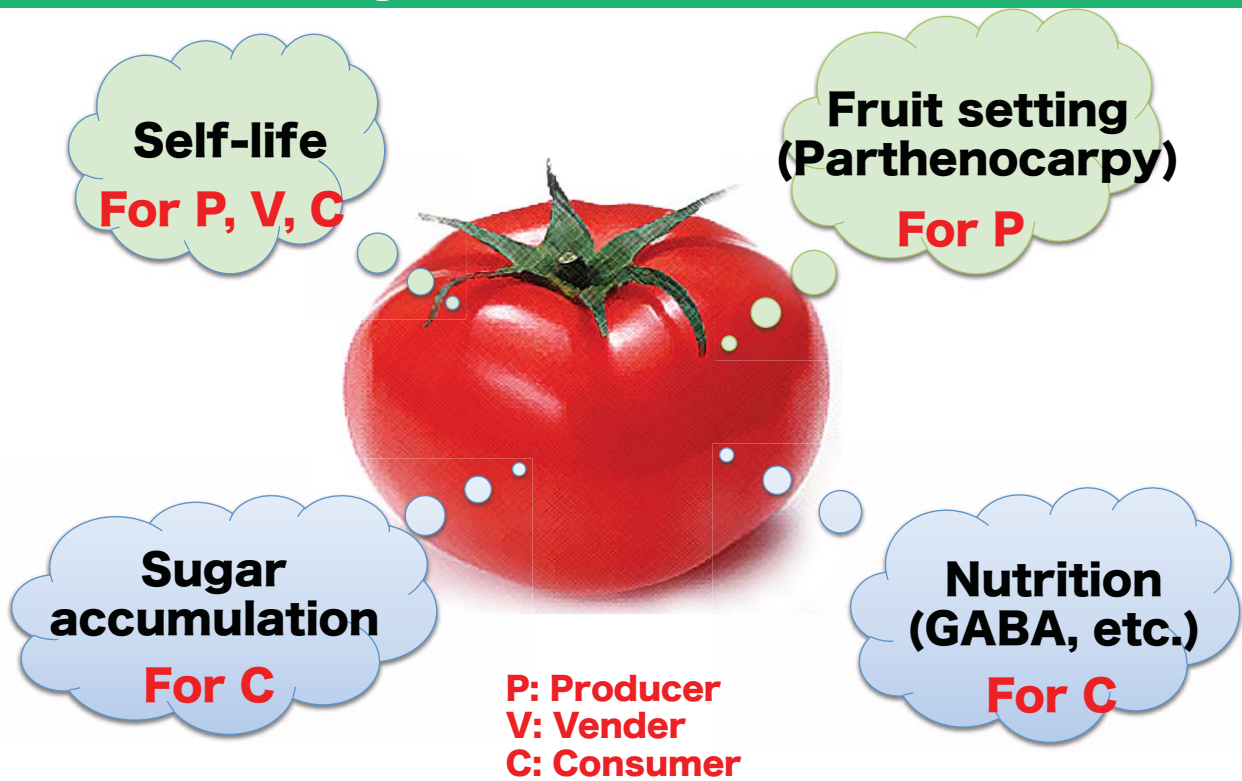 Self-life
For P, V, C
Fruit setting
(Parthenocarpy)
For P
Sugar
accumulation
For C
Nutrition
(GABA, etc.)
For C
P: Producer
V: Vender
C: Consumer